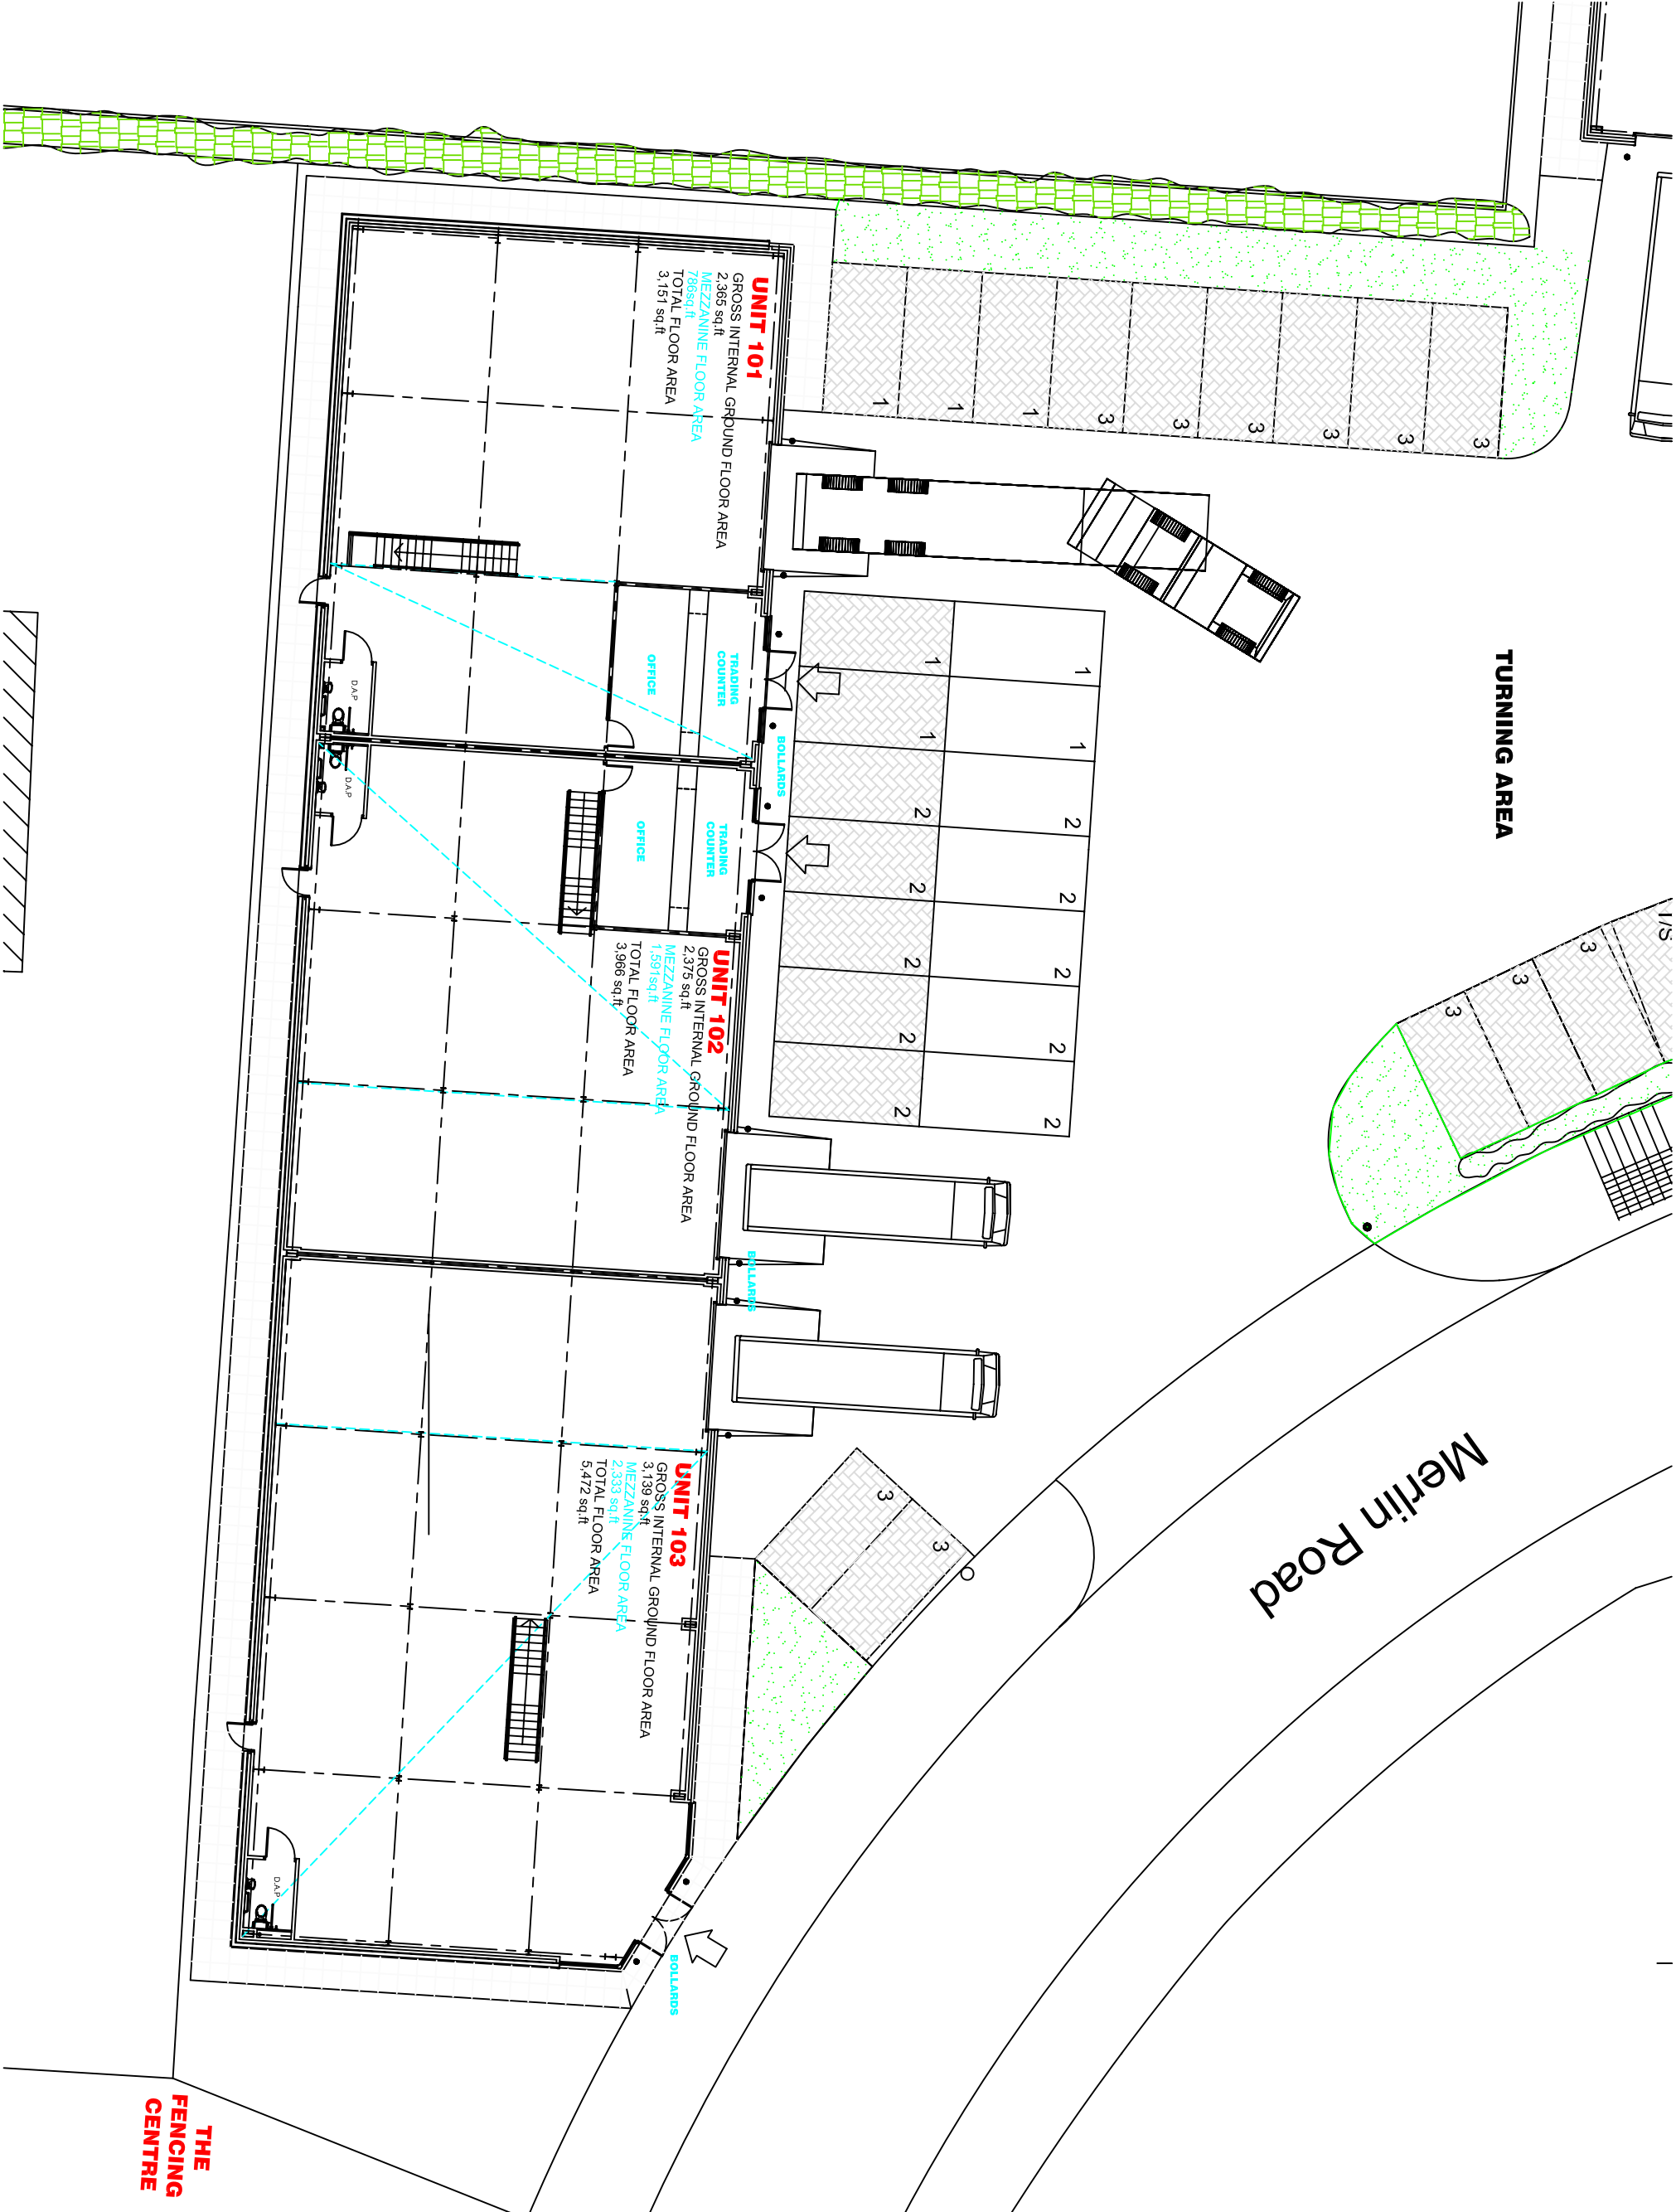 UNIT 101
GROSS INTERNAL GROUND FLOOR AREA
2,365 sq.ft
MEZZANINE FLOOR AREA
786sq.ft
TOTAL FLOOR AREA
3,151 sq.ft
1
1
1
3
3
3
3
3
3
TRADING
COUNTER
OFFICE
D.A.P
BOLLARDS
TRADING
COUNTER
OFFICE
D.A.P
1
1
2
2
2
2
2
1
1
2
2
2
2
2
TURNING AREA
UNIT 102
GROSS INTERNAL GROUND FLOOR AREA
2,375 sq.ft
MEZZANINE FLOOR AREA
1,591sq.ft
TOTAL FLOOR AREA
3,966 sq.ft
1/S
3
3
3
BOLLARDS
UNIT 103
GROSS INTERNAL GROUND FLOOR AREA
3,139 sq.ft
MEZZANINE FLOOR AREA
2,333 sq.ft
TOTAL FLOOR AREA
5,472 sq.ft
3
3
Merlin Road
D.A.P
BOLLARDS
THE
FENCING
CENTRE